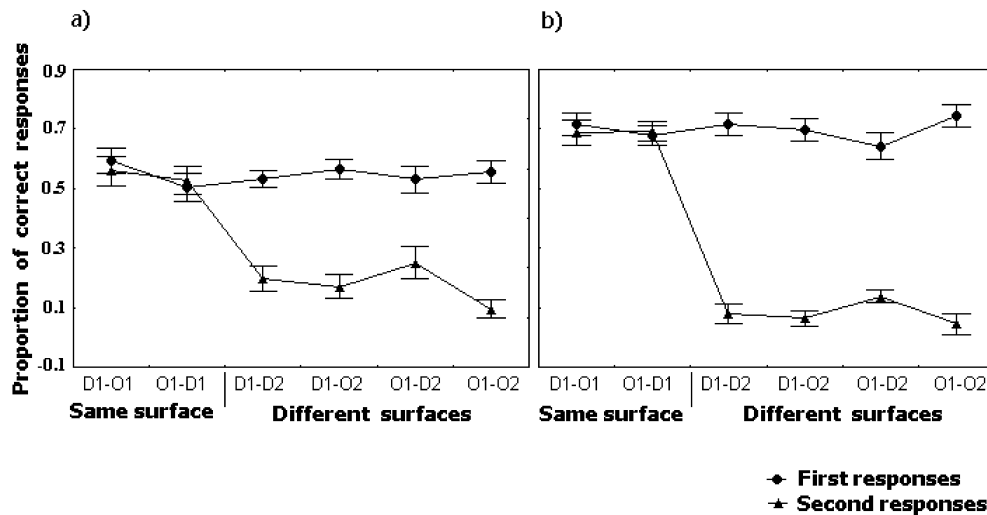 a)
b)
Proportion of correct responses
0.9
0.7
0.5
0.3
0.1
-0.1
D1-O1 O1-D1 D1-D2 D1-O2 O1-D2 O1-O2
D1-O1 O1-D1 D1-D2 D1-O2 O1-D2 O1-O2
Same surface Different surfaces
Same surface Different surfaces
First responses
Second responses